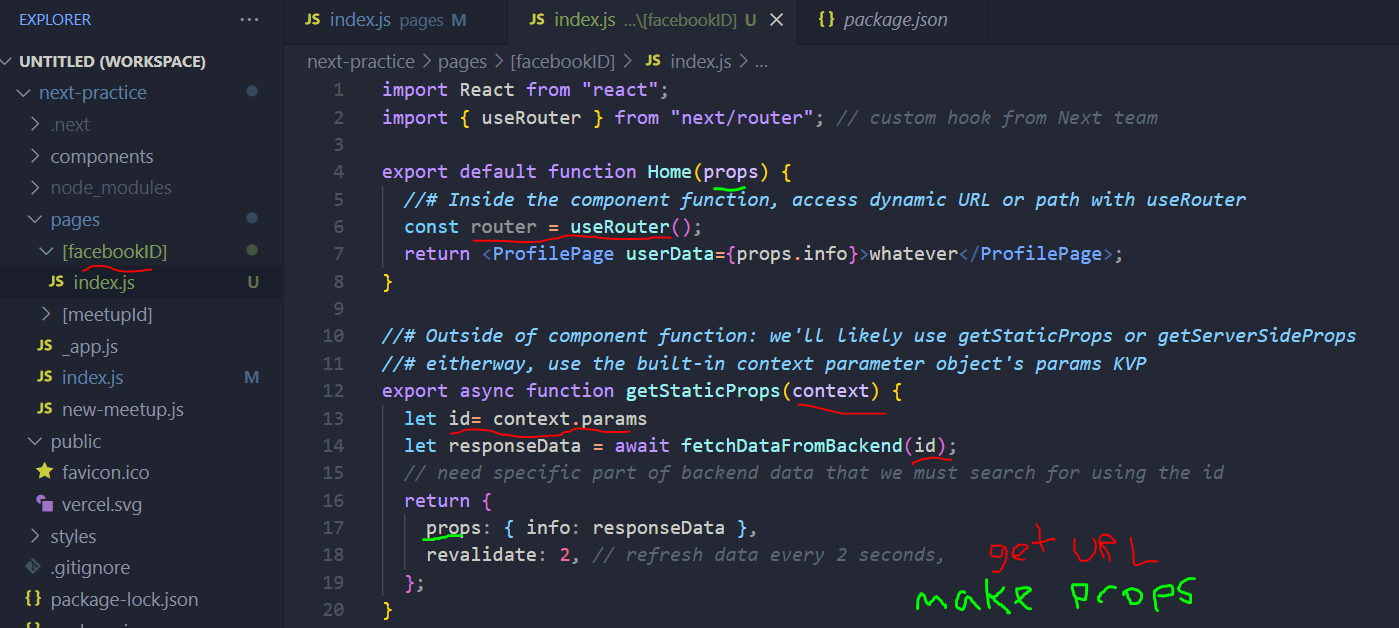 EXPLORER ...
UNTITLED (WORKSPACE)
next-practice
.next
components
node_modules
pages
[facebookID]
JS index.js U
[meetupId]
JS _app.js
JS index.js M
JS new-meetup.js
public
favicon.ico
vercel.svg
styles
.gitignore
{} package-lock.json
JS index.js pages M JS index.js ...\[facebookID] U {} package.json
next-practice > pages > [facebookID] > JS index.js > ...
1 import React from "react";
2 import { useRouter } from "next/router"; // custom hook from Next team
3
4 export default function Home(props) {
5 //# Inside the component function, access dynamic URL or path with useRouter
6 const router = useRouter();
7 return <ProfilePage userData={props.info}>whatever</ProfilePage>;
8 }
9
10 //# Outside of component function: we'll likely use getStaticProps or getServerSideProps
11 //# eitherway, use the built-in context parameter object's params KVP
12 export async function getStaticProps(context) {
13 let id= context.params
14 let responseData = await fetchDataFromBackend(id);
15 // need specific part of backend data that we must search for using the id
16 return {
17 props: { info: responseData },
18 revalidate: 2, // refresh data every 2 seconds,
19 };
20 }
get URL
make props